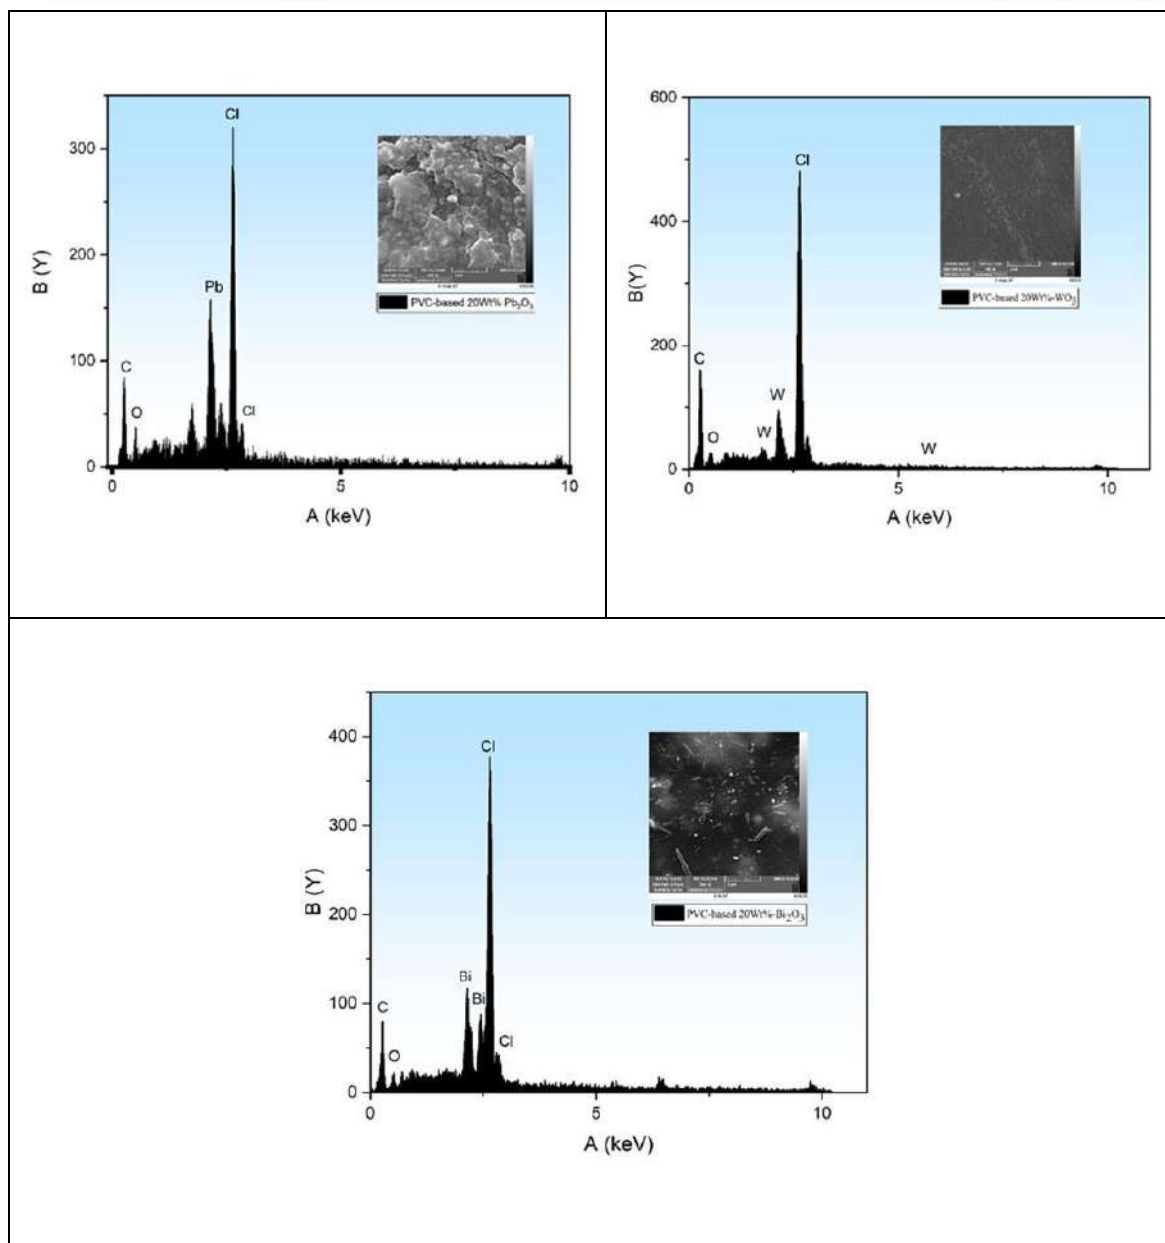 B (Y)
300
200
100
0
Cl
Pb
C
O
Cl
PVC-based 20Wt% Pb₃O₃
0
5
10
A (keV)
B(Y)
600
400
200
0
Cl
C
W
O
W
W
PVC-based 20Wt%-WO₃
0
5
10
A (keV)
B (Y)
400
300
200
100
0
Cl
Bi
Bi
C
Cl
O
PVC-based 20Wt%-Bi₂O₃
0
5
10
A (keV)